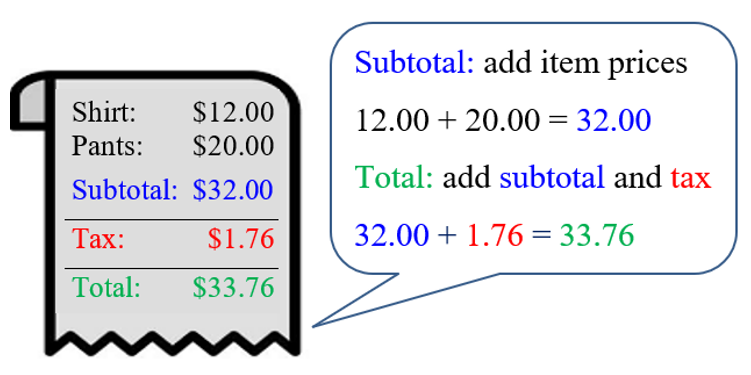 Shirt: $12.00
Pants: $20.00
Subtotal: $32.00
Tax: $1.76
Total: $33.76
Subtotal: add item prices
12.00 + 20.00 = 32.00
Total: add subtotal and tax
32.00 + 1.76 = 33.76